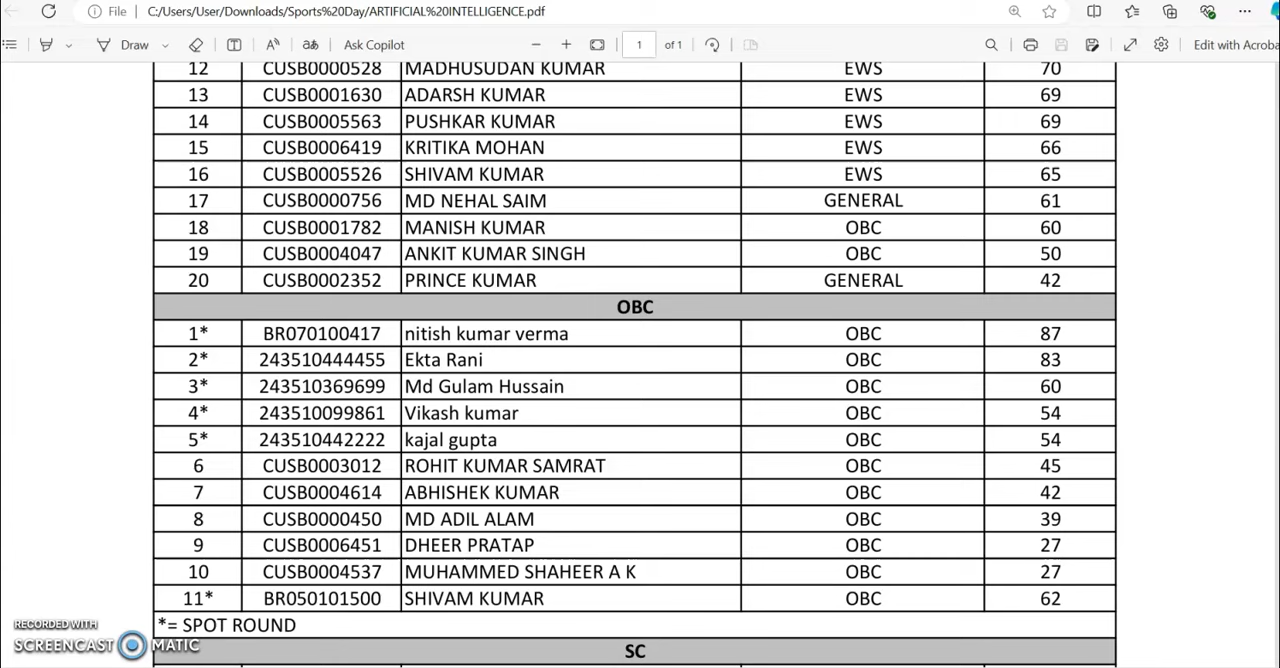 File C:/Users/User/Downloads/Sports%20Day/ARTIFICIAL%20INTELLIGENCE.pdf
Draw Ask Copilot 1 of 1 Edit with Acroba
12 CUSB0000528 MADHUSUDAN KUMAR EWS 70
13 CUSB0001630 ADARSH KUMAR EWS 69
14 CUSB0005563 PUSHKAR KUMAR EWS 69
15 CUSB0006419 KRITIKA MOHAN EWS 66
16 CUSB0005526 SHIVAM KUMAR EWS 65
17 CUSB0000756 MD NEHAL SAIM GENERAL 61
18 CUSB0001782 MANISH KUMAR OBC 60
19 CUSB0004047 ANKIT KUMAR SINGH OBC 50
20 CUSB0002352 PRINCE KUMAR GENERAL 42
OBC
1* BR070100417 nitish kumar verma OBC 87
2* 243510444455 Ekta Rani OBC 83
3* 243510369699 Md Gulam Hussain OBC 60
4* 243510099861 Vikash kumar OBC 54
5* 243510442222 kajal gupta OBC 54
6 CUSB0003012 ROHIT KUMAR SAMRAT OBC 45
7 CUSB0004614 ABHISHEK KUMAR OBC 42
8 CUSB0000450 MD ADIL ALAM OBC 39
9 CUSB0006451 DHEER PRATAP OBC 27
10 CUSB0004537 MUHAMMED SHAHEER A K OBC 27
11* BR050101500 SHIVAM KUMAR OBC 62
*= SPOT ROUND
SC
RECORDED WITH
SCREENCAST MATIC